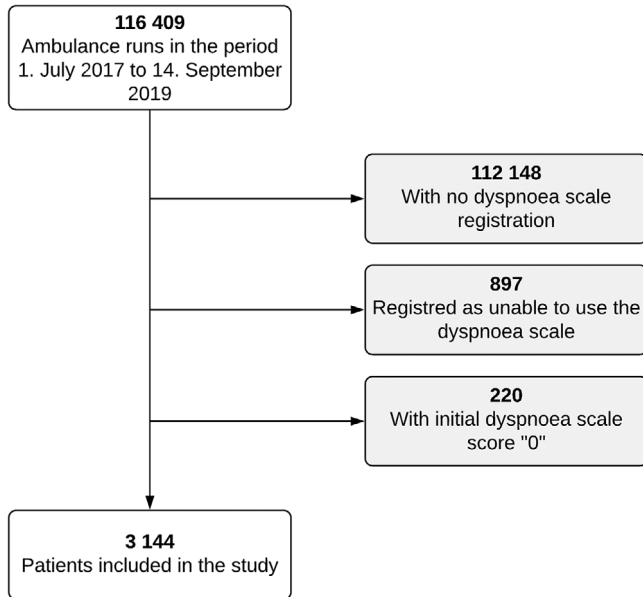 116 409
Ambulance runs in the period
1. July 2017 to 14. September
2019
112 148
With no dyspnoea scale
registration
897
Registred as unable to use the
dyspnoea scale
220
With initial dyspnoea scale
score "0"
3 144
Patients included in the study